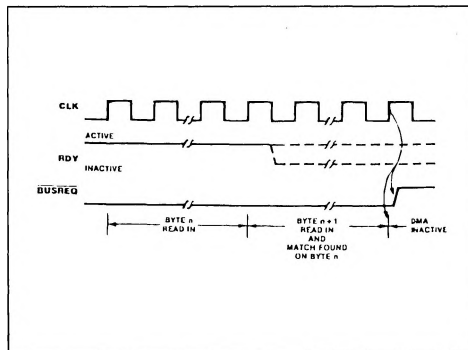 CLK
ACTIVE
RDY
INACTIVE
BUSREQ
BYTE n
READ IN
BYTE n + 1
READ IN
AND
MATCH FOUND
ON BYTE n
DMA
INACTIVE